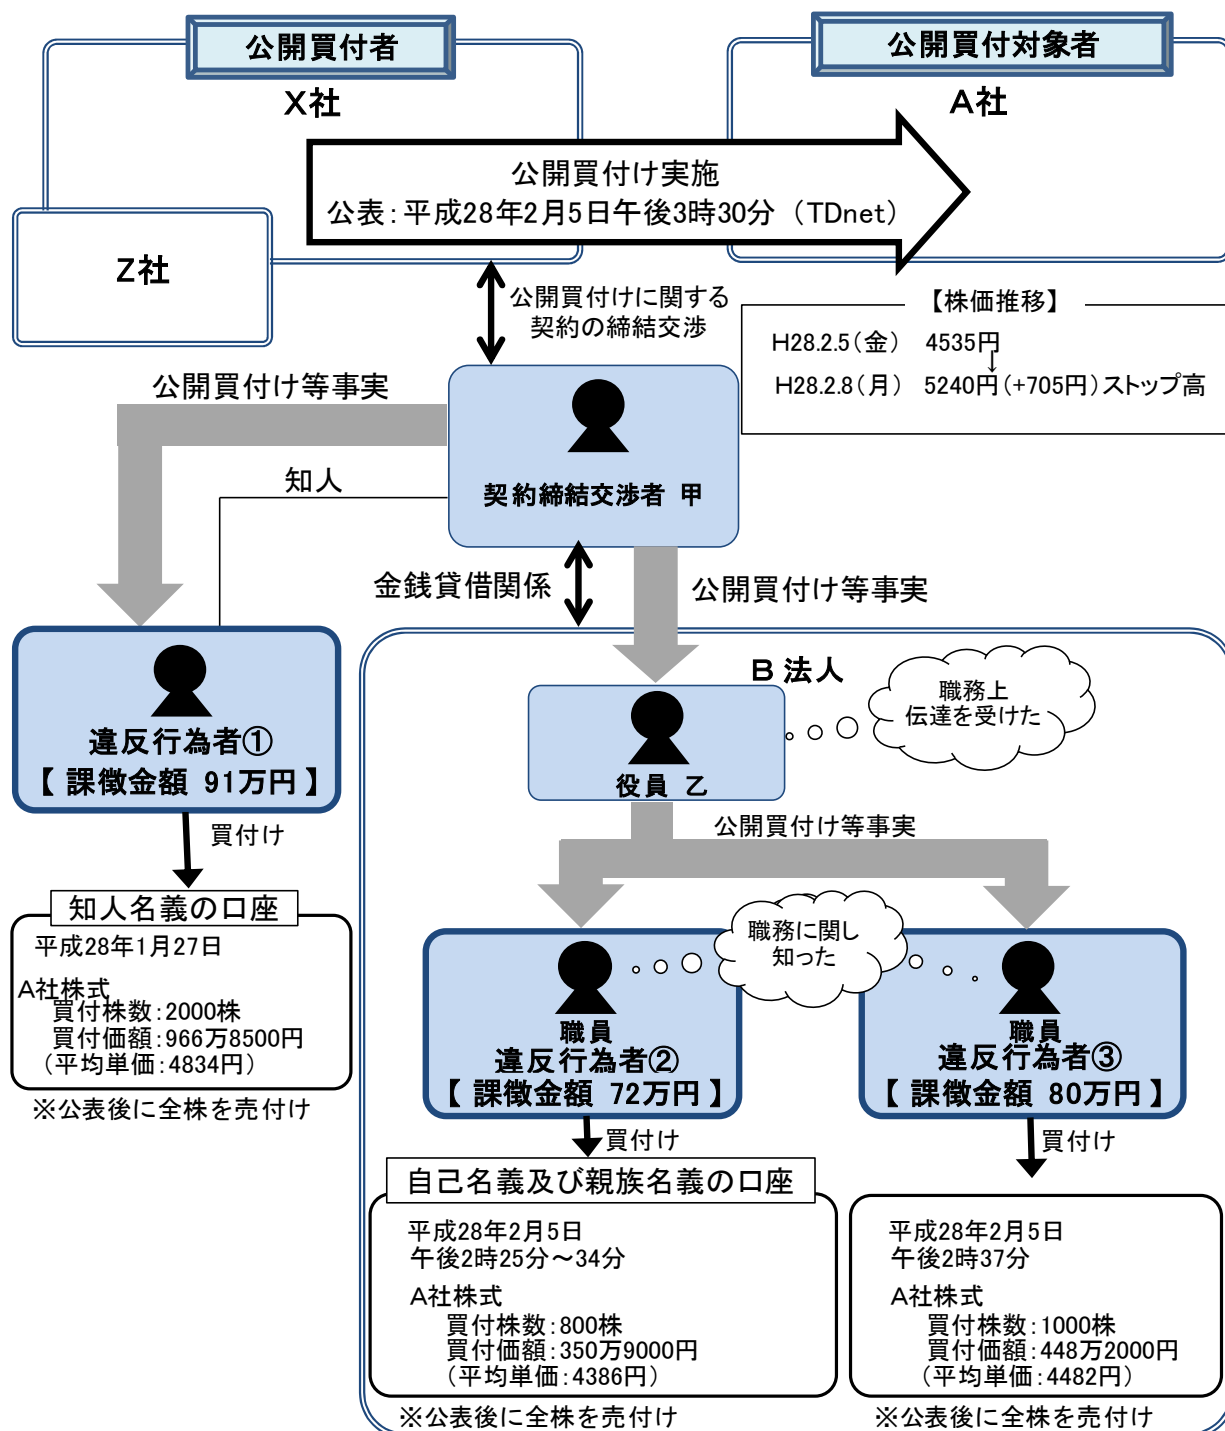 公開買付者
X社
公開買付対象者
A社
公開買付け実施
公表：平成28年2月5日午後3時30分（TDnet）
Z社
公開買付けに関する
契約の締結交渉
【株価推移】
H28.2.5（金） 4535円
↓
H28.2.8（月） 5240円（+705円）ストップ高
公開買付け等事実
知人
契約締結交渉者 甲
金銭貸借関係
公開買付け等事実
違反行為者①
【 課徴金額 91万円 】
買付け
知人名義の口座
平成28年1月27日
A社株式
買付株数：2000株
買付価額：966万8500円
（平均単価：4834円）
※公表後に全株を売付け
B 法人
職務上
伝達を受けた
役員 乙
公開買付け等事実
職務に関し
知った
職員
違反行為者②
【 課徴金額 72万円 】
買付け
自己名義及び親族名義の口座
平成28年2月5日
午後2時25分～34分
A社株式
買付株数：800株
買付価額：350万9000円
（平均単価：4386円）
※公表後に全株を売付け
職員
違反行為者③
【 課徴金額 80万円 】
買付け
平成28年2月5日
午後2時37分
A社株式
買付株数：1000株
買付価額：448万2000円
（平均単価：4482円）
※公表後に全株を売付け